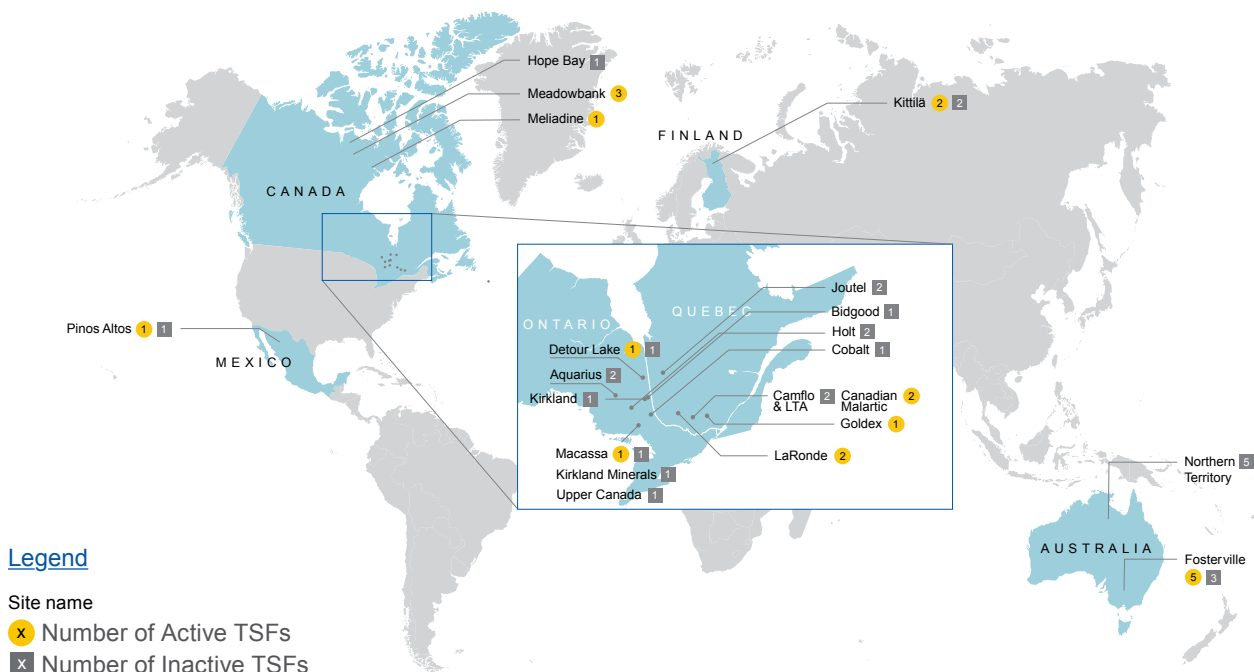 Hope Bay 1
Meadowbank 3
Meliadine 1
Kittilä 2 2
FINLAND
CANADA
Pinos Altos 1 1
MEXICO
Joutel 2
Bidgood 1
Holt 2
Cobalt 1
QUEBEC
ONTARIO
Detour Lake 1 1
Aquarius 2
Kirkland 1
Camflo 2
& LTA
Canadian 2
Malartic
Goldex 1
LaRonde 2
Macassa 1 1
Kirkland Minerals 1
Upper Canada 1
Northern 5
Territory
AUSTRALIA
Fosterville
5 3
Legend
Site name
x Number of Active TSFs
x Number of Inactive TSFs